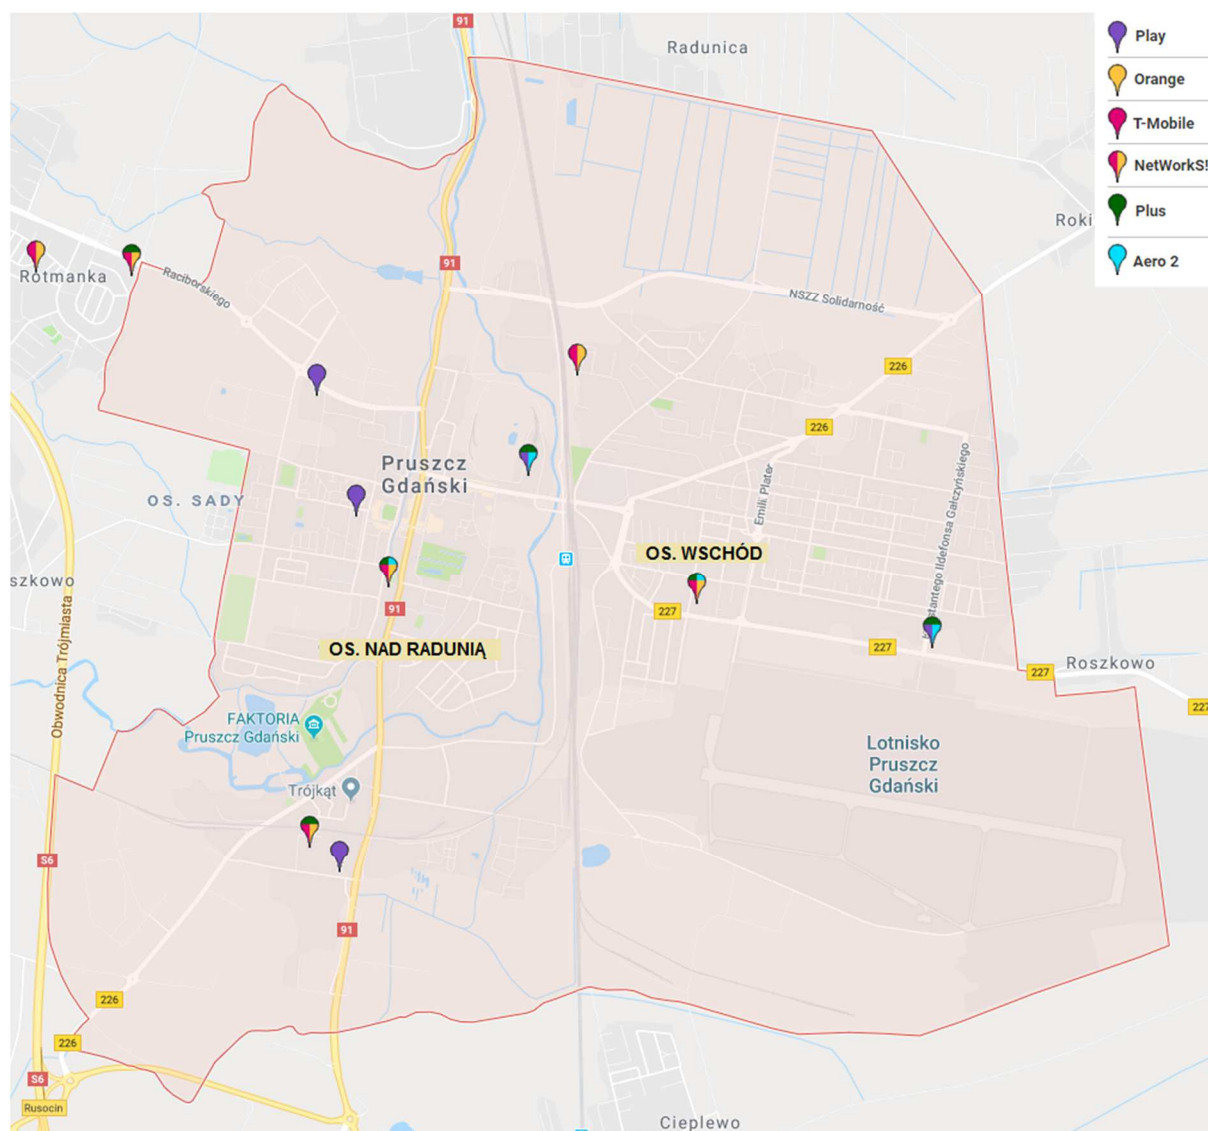 91
Radunica
Play
Orange
T-Mobile
NetWorkS!
Plus
Aero 2
Roki
Rotmanka
Raciborskiego
91
NSZZ Solidarność
226
226
Pruszcz
Gdański
OS. SADY
Emilii Plater
Konstantego Ildefonsa Gałczyńskiego
OS. WSCHÓD
szkowo
Obwodnica Trójmiasta
91
227
227
OS. NAD RADUNIĄ
Roszkowo
227
227
FAKTORIA
Pruszcz Gdański
Lotnisko
Pruszcz
Gdański
Trójkąt
S6
91
226
226
S6
Rusocin
Cieplewo